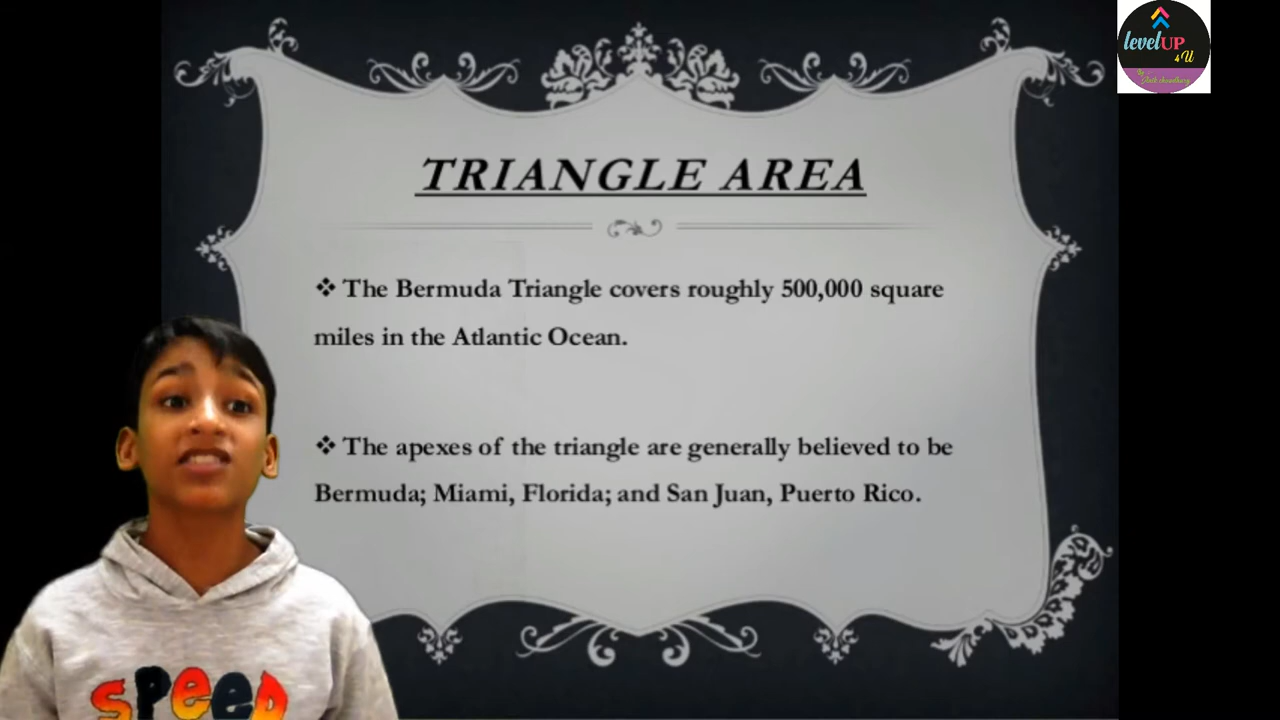 levelUP
4U
TRIANGLE AREA
❖ The Bermuda Triangle covers roughly 500,000 square
miles in the Atlantic Ocean.
❖ The apexes of the triangle are generally believed to be
Bermuda; Miami, Florida; and San Juan, Puerto Rico.
SPEED